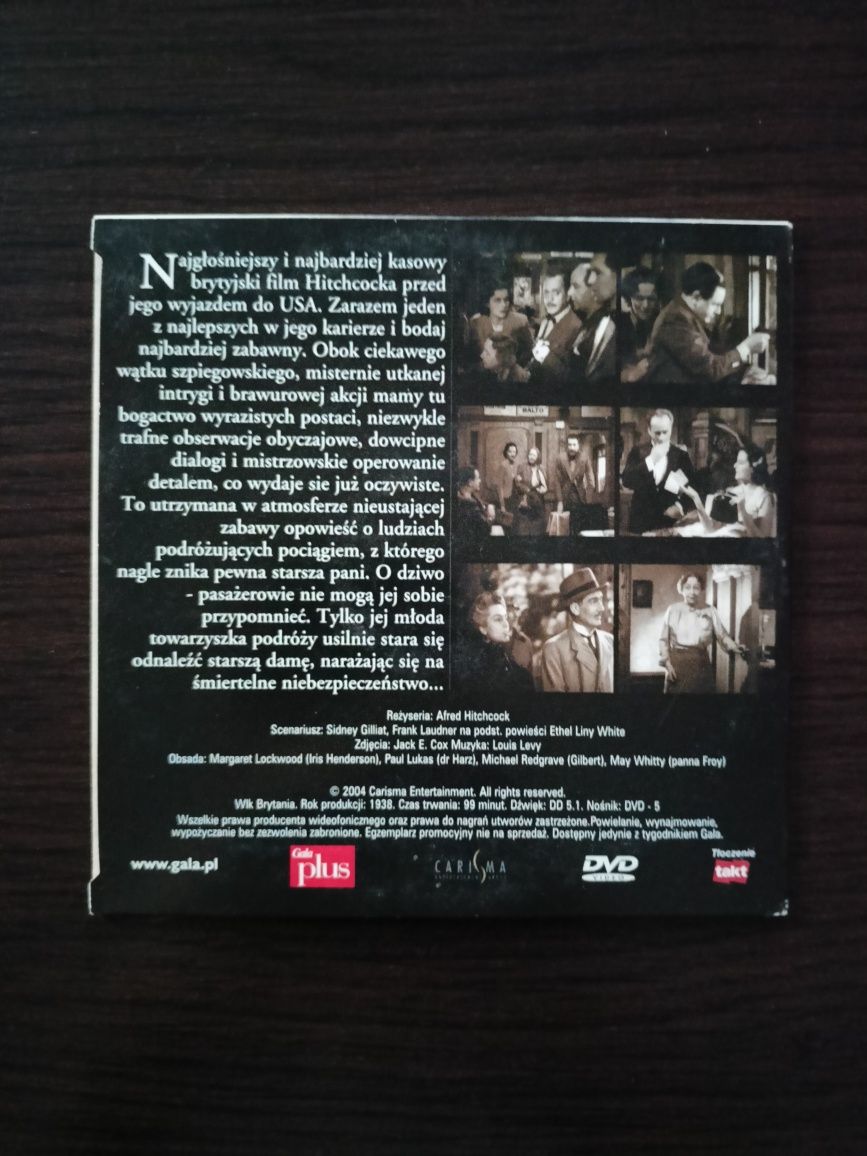 Najgłośniejszy i najbardziej kasowy
brytyjski film Hitchcocka przed
jego wyjazdem do USA. Zarazem jeden
z najlepszych w jego karierze i bodaj
najbardziej zabawny. Obok ciekawego
wątku szpiegowskiego, misternie utkanej
intrygi i brawurowej akcji mamy tu
bogactwo wyrazistych postaci, niezwykle
trafne obserwacje obyczajowe, dowcipne
dialogi i mistrzowskie operowanie
detalem, co wydaje sie już oczywiste.
To utrzymana w atmosferze nieustającej
zabawy opowieść o ludziach
podróżujących pociągiem, z którego
nagle znika pewna starsza pani. O dziwo
- pasażerowie nie mogą jej sobie
przypomnieć. Tylko jej młoda
towarzyszka podróży usilnie stara się
odnaleźć starszą damę, narażając się na
śmiertelne niebezpieczeństwo...
Reżyseria: Afred Hitchcock
Scenariusz: Sidney Gilliat, Frank Laudner na podst. powieści Ethel Liny White
Zdjęcia: Jack E. Cox Muzyka: Louis Levy
Obsada: Margaret Lockwood (Iris Henderson), Paul Lukas (dr Harz), Michael Redgrave (Gilbert), May Whitty (panna Froy)
© 2004 Carisma Entertainment. All rights reserved.
Wlk Brytania. Rok produkcji: 1938. Czas trwania: 99 minut. Dźwięk: DD 5.1. Nośnik: DVD - 5
Wszelkie prawa producenta wideofonicznego oraz prawa do nagrań utworów zastrzeżone.Powielanie, wynajmowanie,
wypożyczanie bez zezwolenia zabronione. Egzemplarz promocyjny nie na sprzedaż. Dostępny jedynie z tygodnikiem Gala.
www.gala.pl
Gala
plus
CARISMA
DVD
VIDEO
Tłoczenie
takt